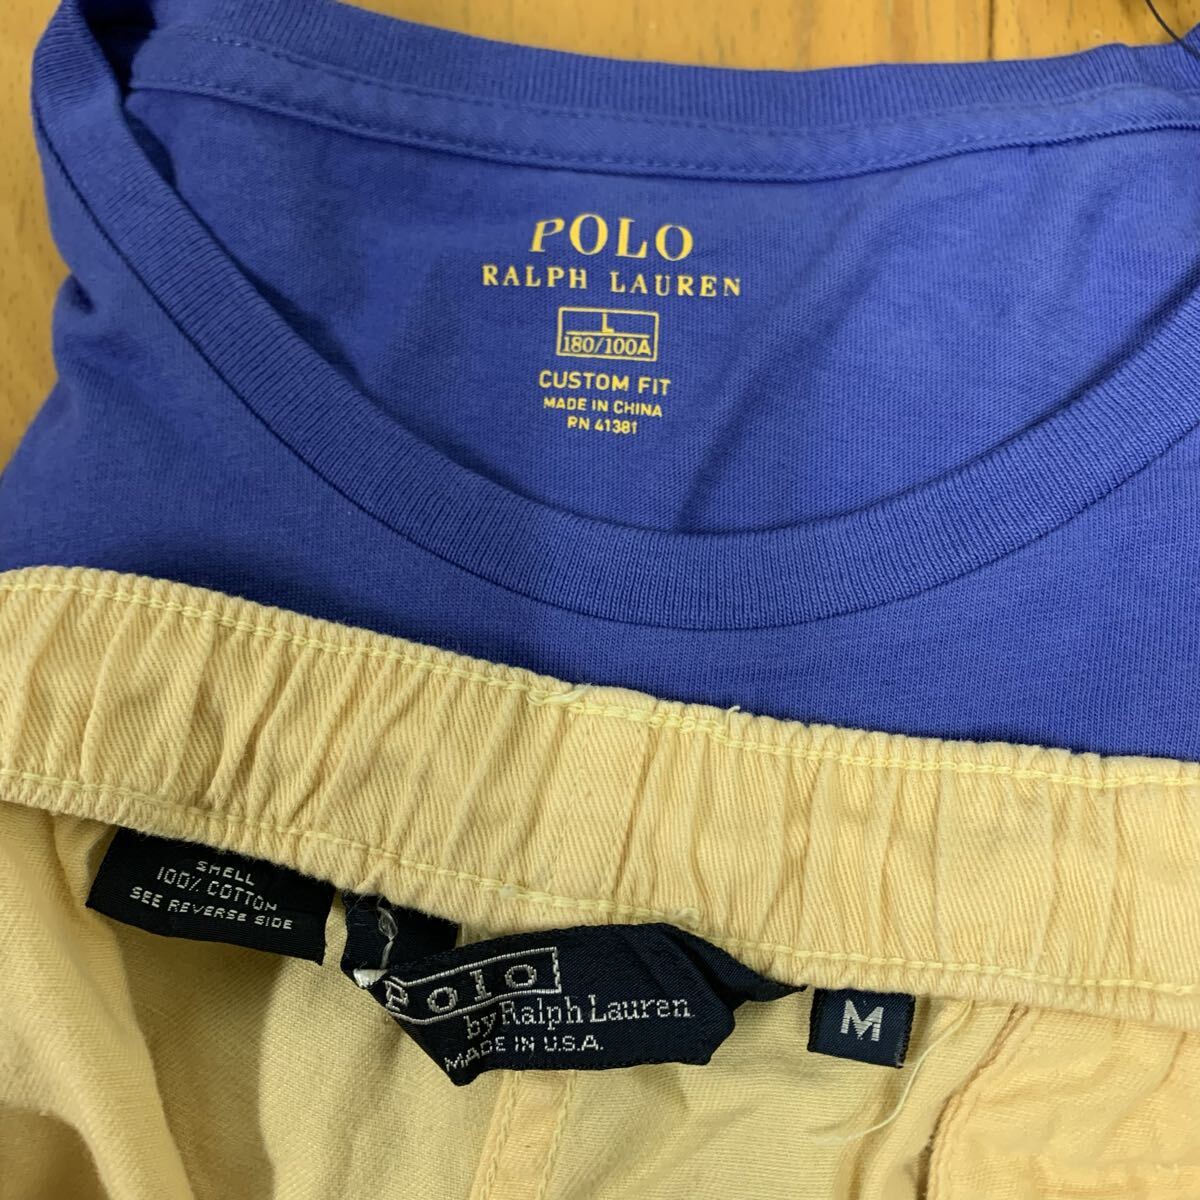 POLO
RALPH LAUREN
L
180/100A
CUSTOM FIT
MADE IN CHINA
RN 41381
SHELL
100% COTTON
SEE REVERSE SIDE
Polo
by Ralph Lauren
MADE IN U.S.A.
M